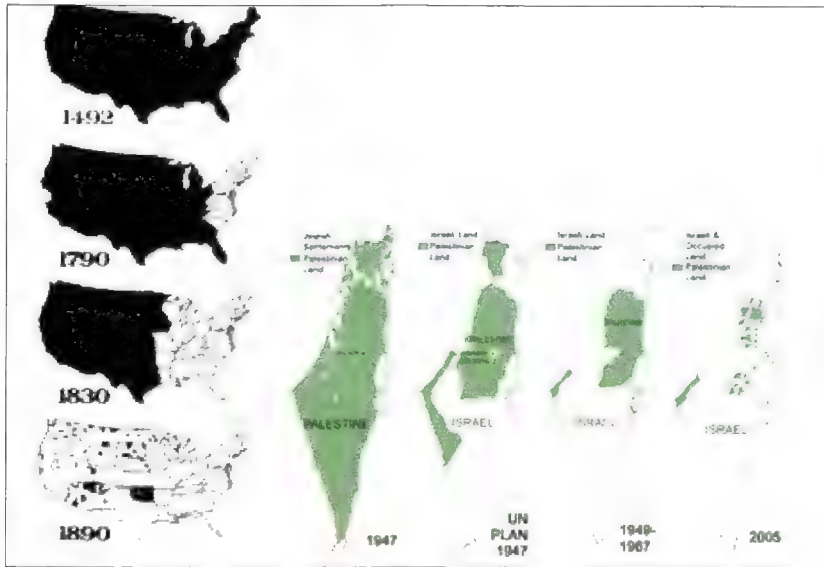 1492
1790
1830
1890
Jewish
Settlements
Palestinian
Land
PALESTINE
1947
Israeli Land
Palestinian
Land
ISRAEL
UN
PLAN
1947
Israeli Land
Palestinian
Land
1949-
1967
Israeli &
Occupied
Land
Palestinian
Land
ISRAEL
2005